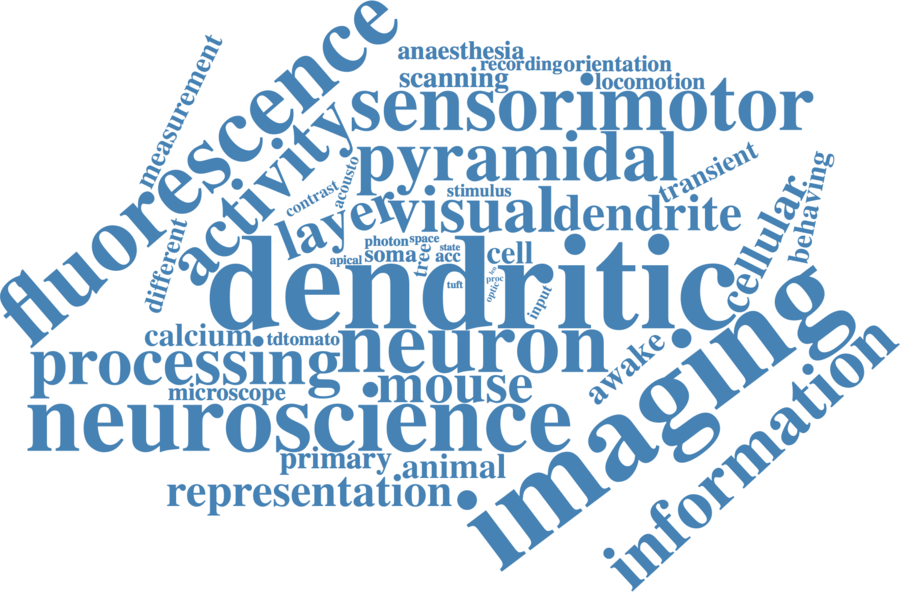 fluorescence
measurement
anaesthesia
recording
orientation
scanning
locomotion
sensorimotor
activity
pyramidal
transient
behaving
contrast
acousto
stimulus
layer
visual
dendrite
cellular
different
photon
space
state
apical
soma
tree
acc
cell
dendritic
tuft
proc
optic
input
calcium
tdtomato
neuron
processing
awake
imaging
microscope
mouse
neuroscience
information
primary
animal
representation